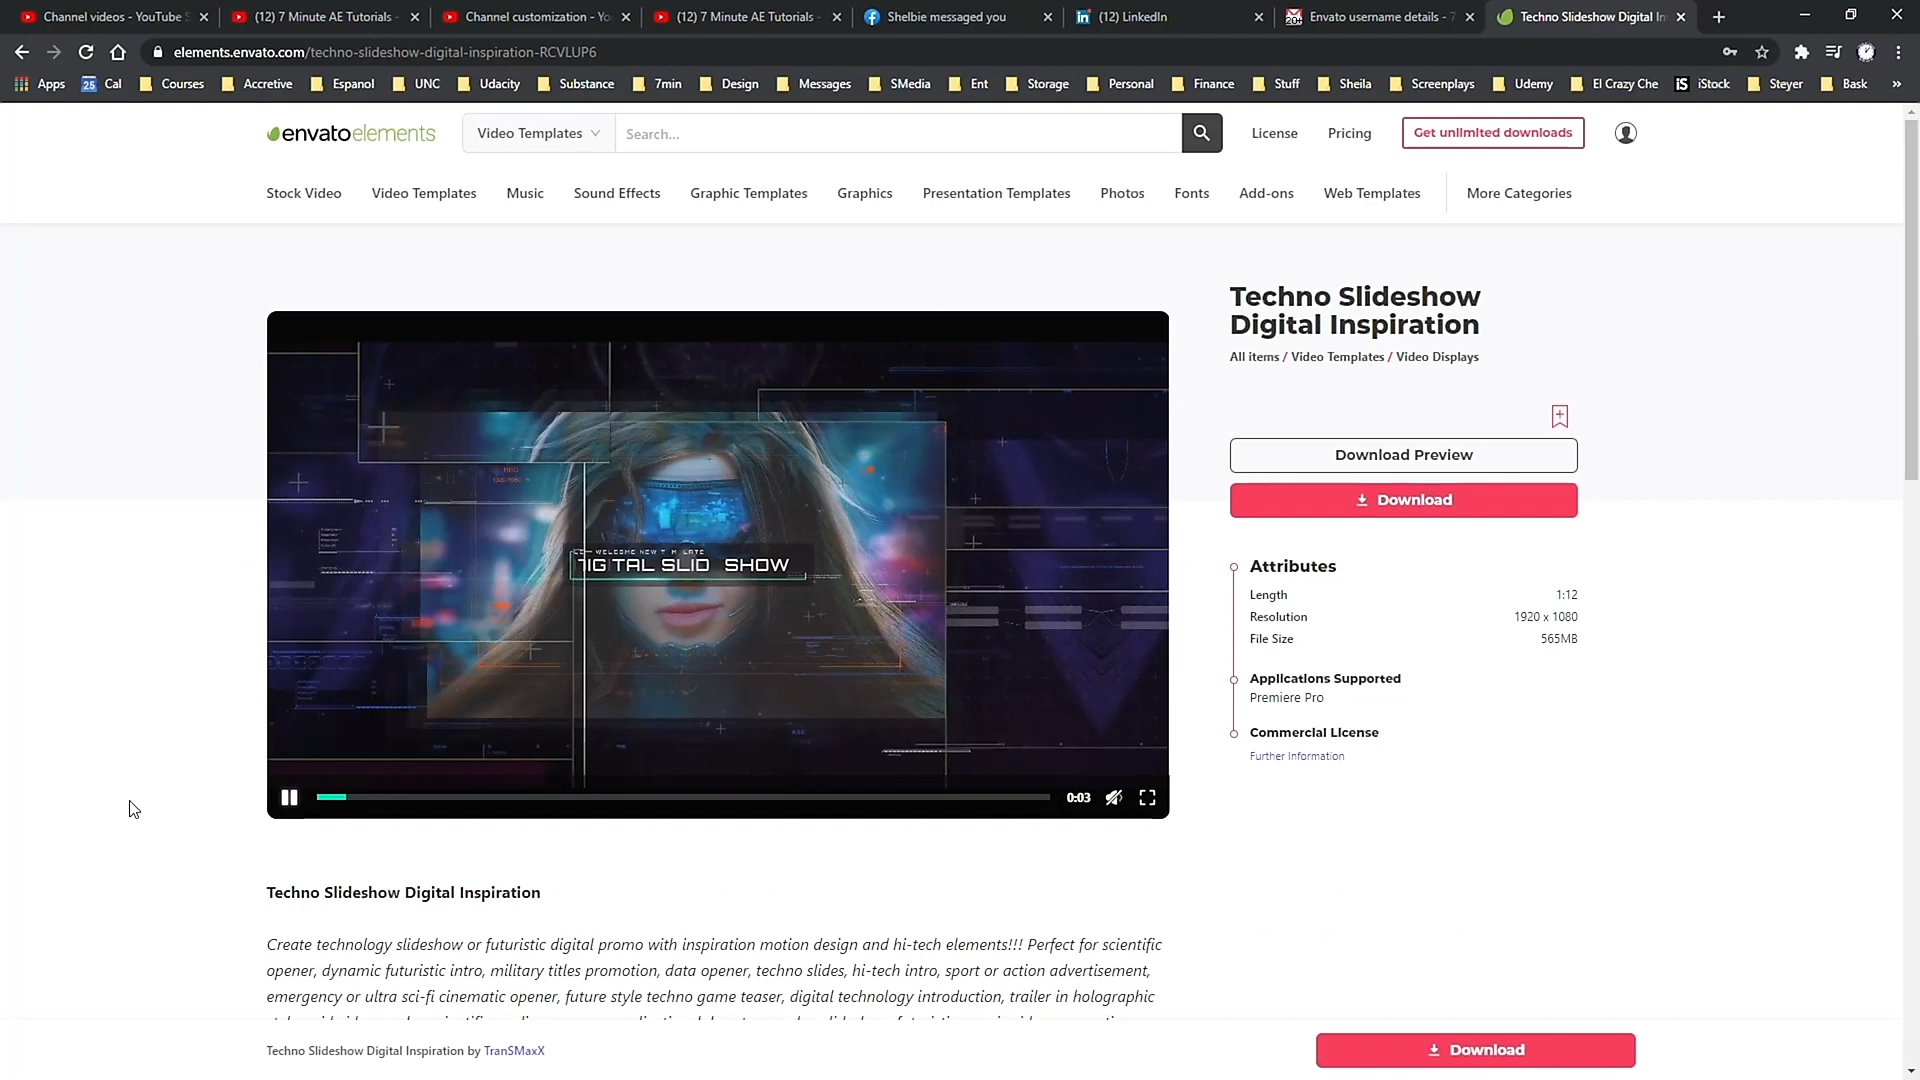 Channel videos - YouTube S
(12) 7 Minute AE Tutorials -
Channel customization - Yo
(12) 7 Minute AE Tutorials -
Shelbie messaged you
(12) LinkedIn
Envato username details - 7
Techno Slideshow Digital In
elements.envato.com/techno-slideshow-digital-inspiration-RCVLUP6
Apps
25 Cal
Courses
Accretive
Espanol
UNC
Udacity
Substance
7min
Design
Messages
SMedia
Ent
Storage
Personal
Finance
Stuff
Sheila
Screenplays
Udemy
El Crazy Che
iS iStock
Steyer
Bask
»
envatoelements
Video Templates
Search...
License
Pricing
Get unlimited downloads
Stock Video
Video Templates
Music
Sound Effects
Graphic Templates
Graphics
Presentation Templates
Photos
Fonts
Add-ons
Web Templates
More Categories
Techno Slideshow
Digital Inspiration
All items / Video Templates / Video Displays
Download Preview
Download
WELCOME NEW T M LATE
DIGITAL SLID SHOW
Attributes
Length 1:12
Resolution 1920 x 1080
File Size 565MB
Applications Supported
Premiere Pro
Commercial License
Further Information
0:03
Techno Slideshow Digital Inspiration
Create technology slideshow or futuristic digital promo with inspiration motion design and hi-tech elements!!! Perfect for scientific
opener, dynamic futuristic intro, military titles promotion, data opener, techno slides, hi-tech intro, sport or action advertisement,
emergency or ultra sci-fi cinematic opener, future style techno game teaser, digital technology introduction, trailer in holographic
Techno Slideshow Digital Inspiration by TranSMaxX
Download